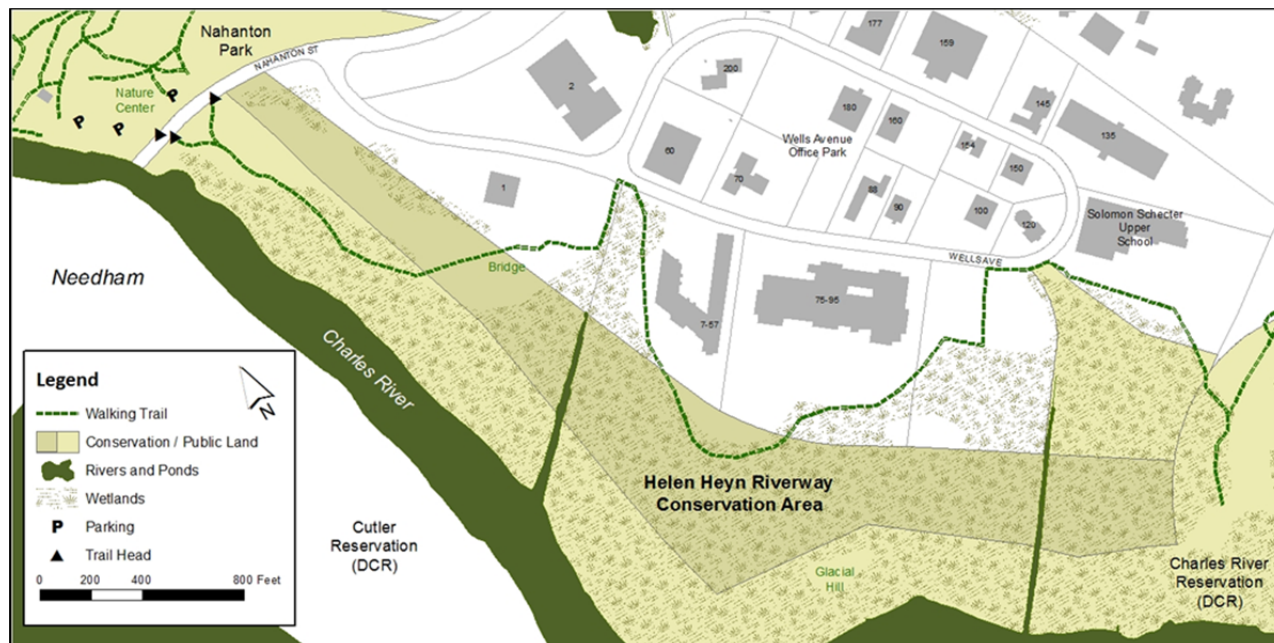 Nahanton
Park
NAHANTON ST
Nature
Center
P
P
P
177
159
200
2
180
160
145
135
Wells Avenue
Office Park
60
70
164
150
88
90
100
120
1
Solomon Schecter
Upper
School
WELLSAVE
Bridge
Needham
Charles River
7-57
75-95
Legend
Walking Trail
Conservation / Public Land
Rivers and Ponds
Wetlands
P Parking
Trail Head
0 200 400 800 Feet
N
Helen Heyn Riverway
Conservation Area
Cutler
Reservation
(DCR)
Glacial
Hill
Charles River
Reservation
(DCR)